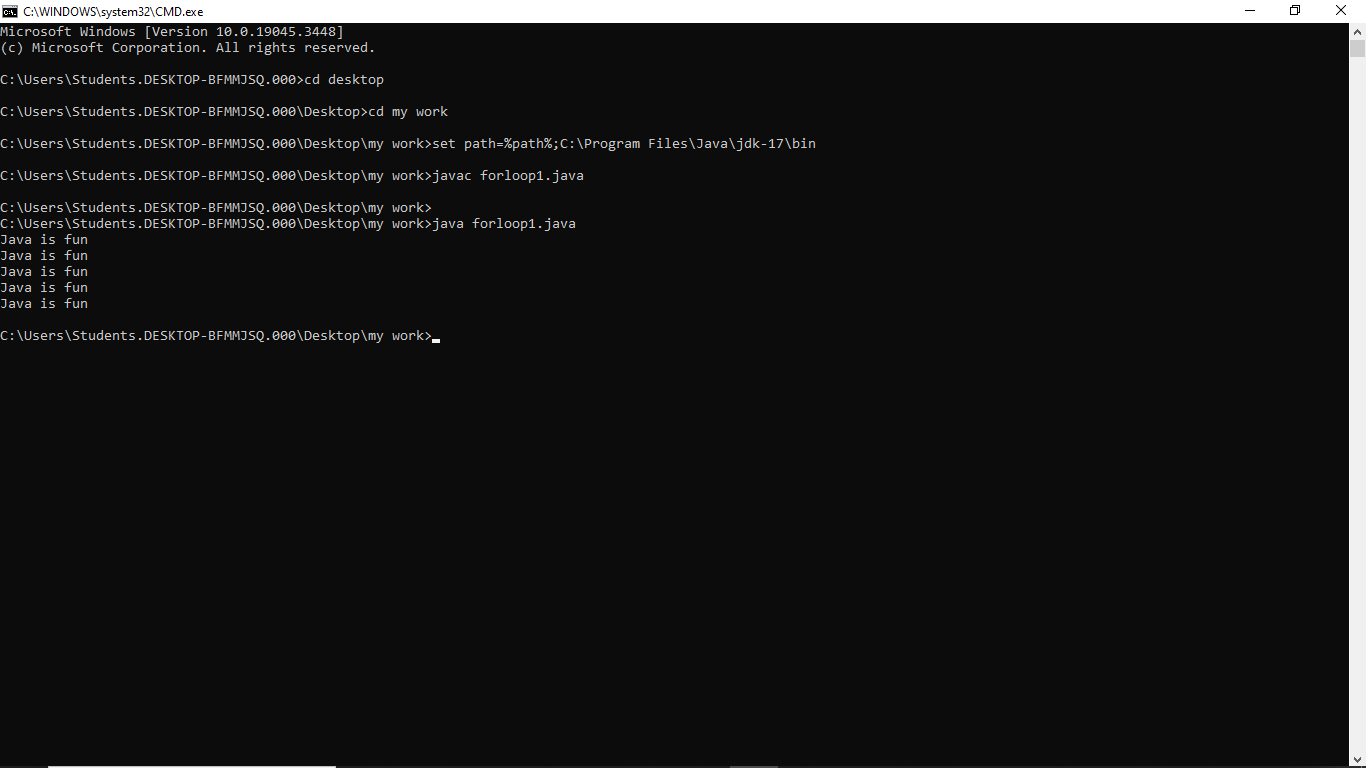 C:\WINDOWS\system32\CMD.exe
Microsoft Windows [Version 10.0.19045.3448]
(c) Microsoft Corporation. All rights reserved.
C:\Users\Students.DESKTOP-BFMMJSQ.000>cd desktop
C:\Users\Students.DESKTOP-BFMMJSQ.000\Desktop>cd my work
C:\Users\Students.DESKTOP-BFMMJSQ.000\Desktop\my work>set path=%path%;C:\Program Files\Java\jdk-17\bin
C:\Users\Students.DESKTOP-BFMMJSQ.000\Desktop\my work>javac forloop1.java
C:\Users\Students.DESKTOP-BFMMJSQ.000\Desktop\my work>
C:\Users\Students.DESKTOP-BFMMJSQ.000\Desktop\my work>java forloop1.java
Java is fun
Java is fun
Java is fun
Java is fun
Java is fun
C:\Users\Students.DESKTOP-BFMMJSQ.000\Desktop\my work>